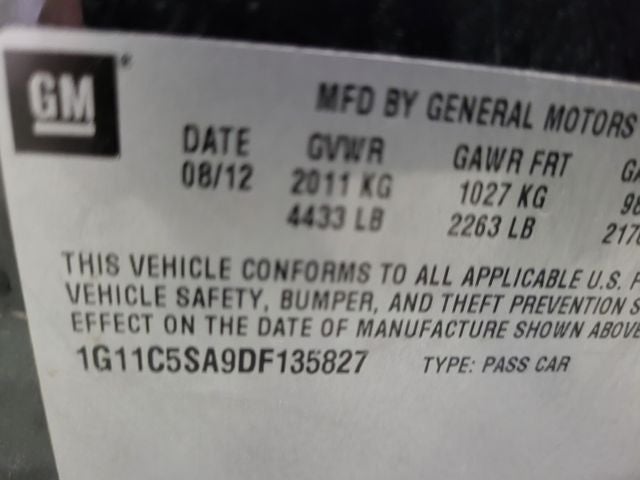 GM®
MFD BY GENERAL MOTORS
DATE GVWR GAWR FRT
08/12 2011 KG 1027 KG
4433 LB 2263 LB
THIS VEHICLE CONFORMS TO ALL APPLICABLE U.S.
VEHICLE SAFETY, BUMPER, AND THEFT PREVENTION
EFFECT ON THE DATE OF MANUFACTURE SHOWN ABOVE
1G11C5SA9DF135827 TYPE: PASS CAR